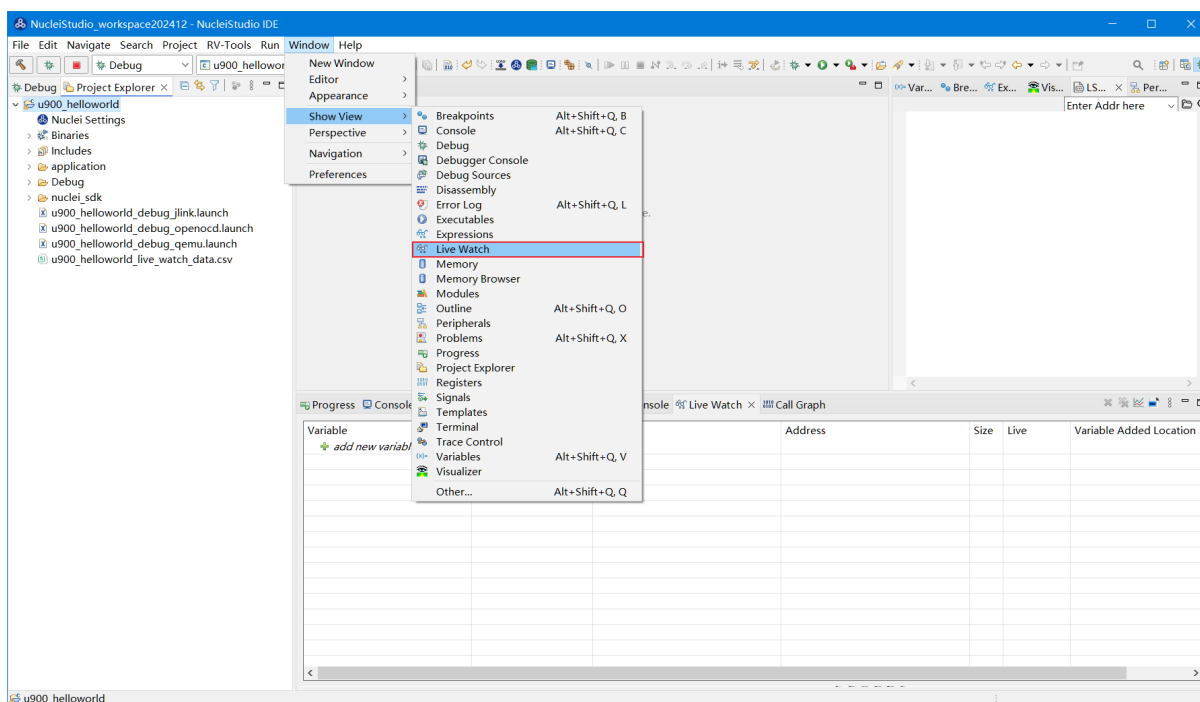 NucleiStudio_workspace202412 - NucleiStudio IDE
File Edit Navigate Search Project RV-Tools Run Window Help
Debug
u900_hellowor
Debug Project Explorer
u900_helloworld
Nuclei Settings
Binaries
Includes
application
Debug
nuclei_sdk
u900_helloworld_debug_jlink.launch
u900_helloworld_debug_openocd.launch
u900_helloworld_debug_qemu.launch
u900_helloworld_live_watch_data.csv
New Window
Editor
Appearance
Show View
Perspective
Navigation
Preferences
Breakpoints Alt+Shift+Q, B
Console Alt+Shift+Q, C
Debug
Debugger Console
Debug Sources
Disassembly
Error Log Alt+Shift+Q, L
Executables
Expressions
Live Watch
Memory
Memory Browser
Modules
Outline Alt+Shift+Q, O
Peripherals
Problems Alt+Shift+Q, X
Progress
Project Explorer
Registers
Signals
Templates
Terminal
Trace Control
Variables Alt+Shift+Q, V
Visualizer
Other... Alt+Shift+Q, Q
e.
Var... Bre... Ex... Vis... LS... Per...
Enter Addr here
Progress Console nsole Live Watch Call Graph
Variable Address Size Live Variable Added Location
add new variabl
u900_helloworld